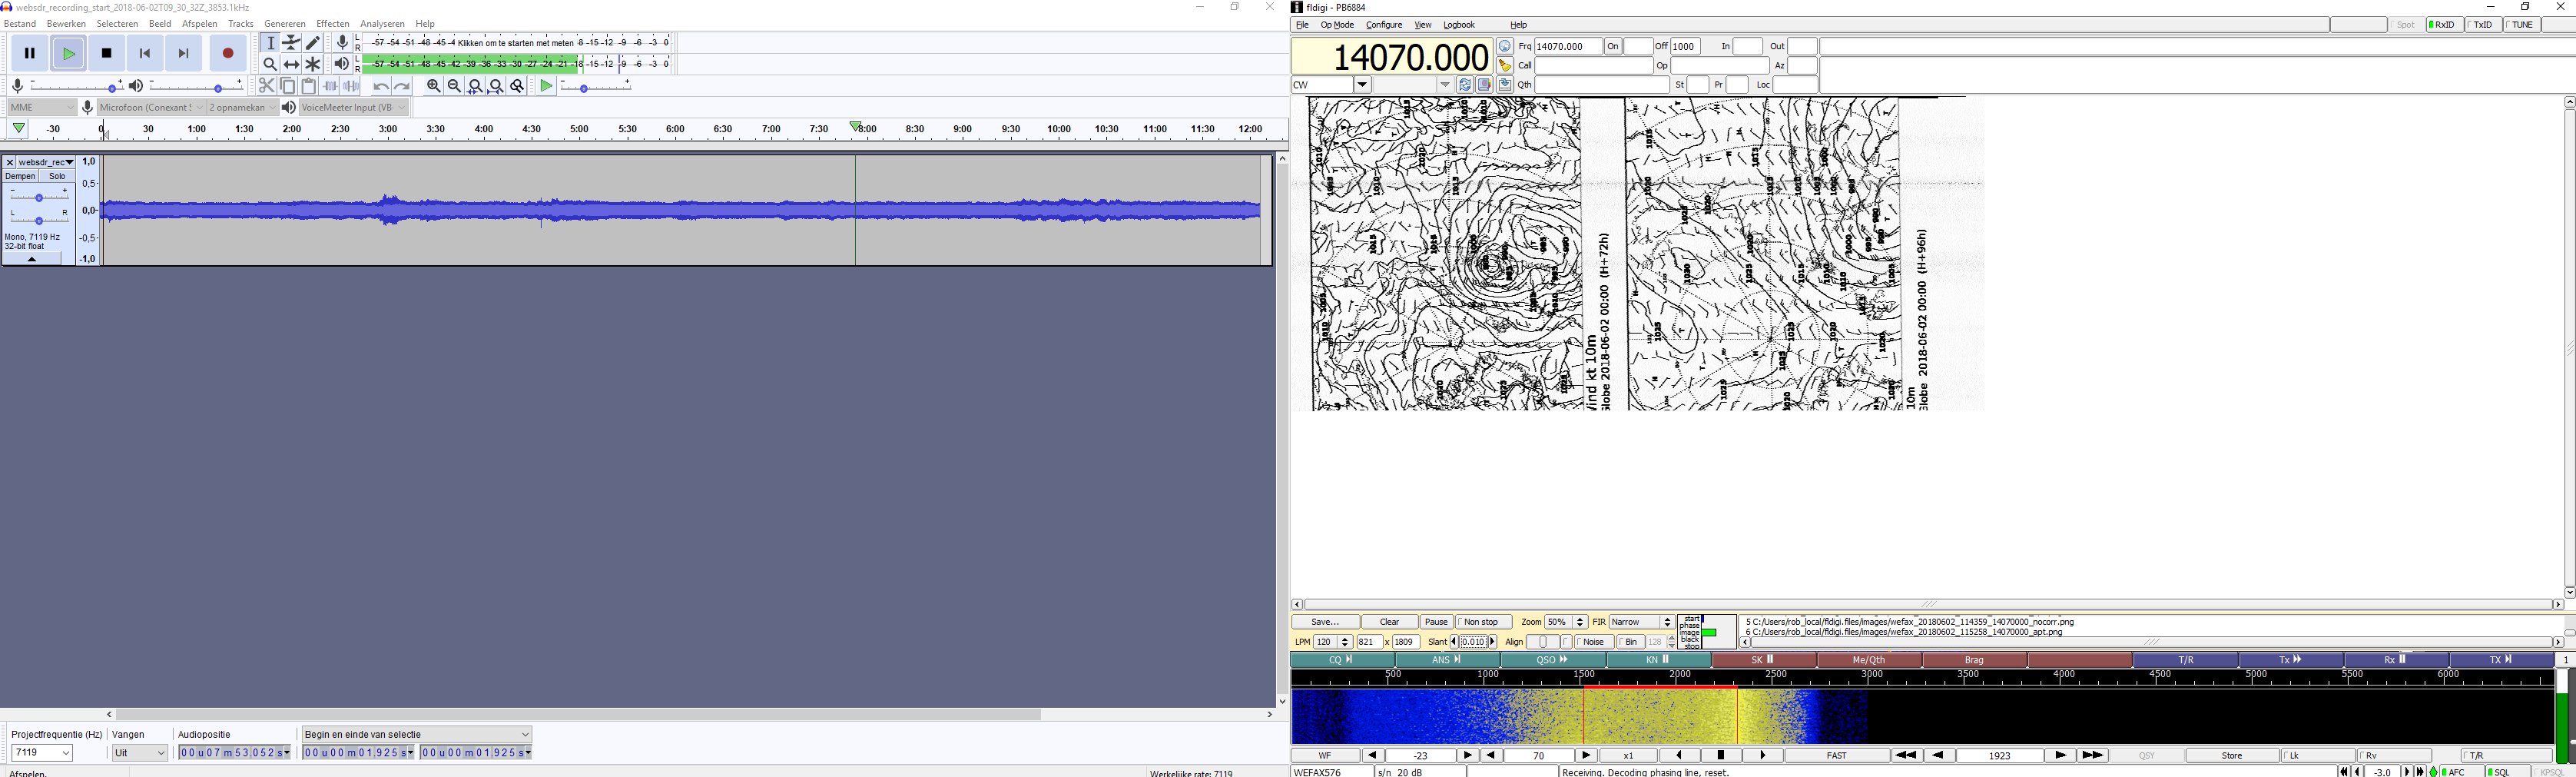 websdr_recording_start_2018-06-02T09_30_32Z_3853.1kHz
Bestand Bewerken Selecteren Beeld Afspelen Tracks Genereren Effecten Analyseren Help
L R -57 -54 -51 -48 -45 -4 Klikken om te starten met meten 8 -15 -12 -9 -6 -3 0
L R -57 -54 -51 -48 -45 -42 -39 -36 -33 -30 -27 -24 -21 -18 -15 -12 -9 -6 -3 0
MME Microfoon (Conexant 2 opnamekan VoiceMeeter Input (VB-
-30 0 30 1:00 1:30 2:00 2:30 3:00 3:30 4:00 4:30 5:00 5:30 6:00 6:30 7:00 7:30 8:00 8:30 9:00 9:30 10:00 10:30 11:00 11:30 12:00
websdr_rec 1,0
Dempen Solo
0,5
L R 0,0
Mono, 7119 Hz
32-bit float
-0,5
-1,0
Projectfrequentie (Hz) Vangen Audiopositie Begin en einde van selectie
7119 Uit 00 u 07 m 53,052 s 00 u 00 m 01,925 s 00 u 00 m 01,925 s
Afspelen. Werkelijke rate: 7119
fldigi - PB6884
File Op Mode Configure View Logbook Help Spot RxID TxID TUNE
14070.000 Frq 14070.000 On Off 1000 In Out
Call Op Az
CW Qth St Pr Loc
Wind kt 10m
Globe 2018-06-02 00:00 (H+72h)
10m
Globe 2018-06-02 00:00 (H+96h)
Save... Clear Pause Non stop Zoom 50% FIR Narrow
LPM 120 821 x 1809 Slant 0.010 Align Noise Bin 128
start
phase
image
black
stop
5 C:/Users/rob_local/fldigi.files/images/wefax_20180602_114359_14070000_nocorr.png
6 C:/Users/rob_local/fldigi.files/images/wefax_20180602_115258_14070000_apt.png
CQ ANS QSO KN SK Me/Qth Brag T/R Tx Rx TX 1
500 1000 1500 2000 2500 3000 3500 4000 4500 5000 5500 6000
WF -23 70 x1 FAST 1923 QSY Store Lk Rv T/R
WEFAX576 s/n 20 dB Receiving. Decoding phasing line, reset. -3.0 AFC SQL KPSQL